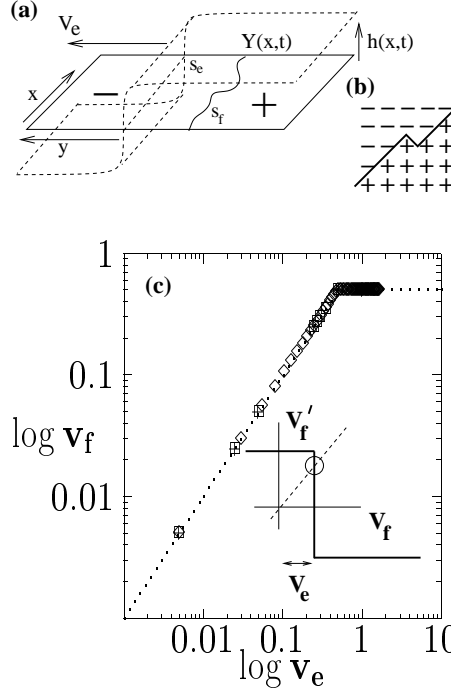 (a)
V_e
Y(x,t)
h(x,t)
s_e
x
− +
s_f
y
(b)
− − − − − −
− − − − +
− − − + − + +
− + + + + +
+ + + + + +
(c)
1
0.1
log v_f
0.01
V_f′
V_f
V_e
0.01 0.1 1 10
log v_e